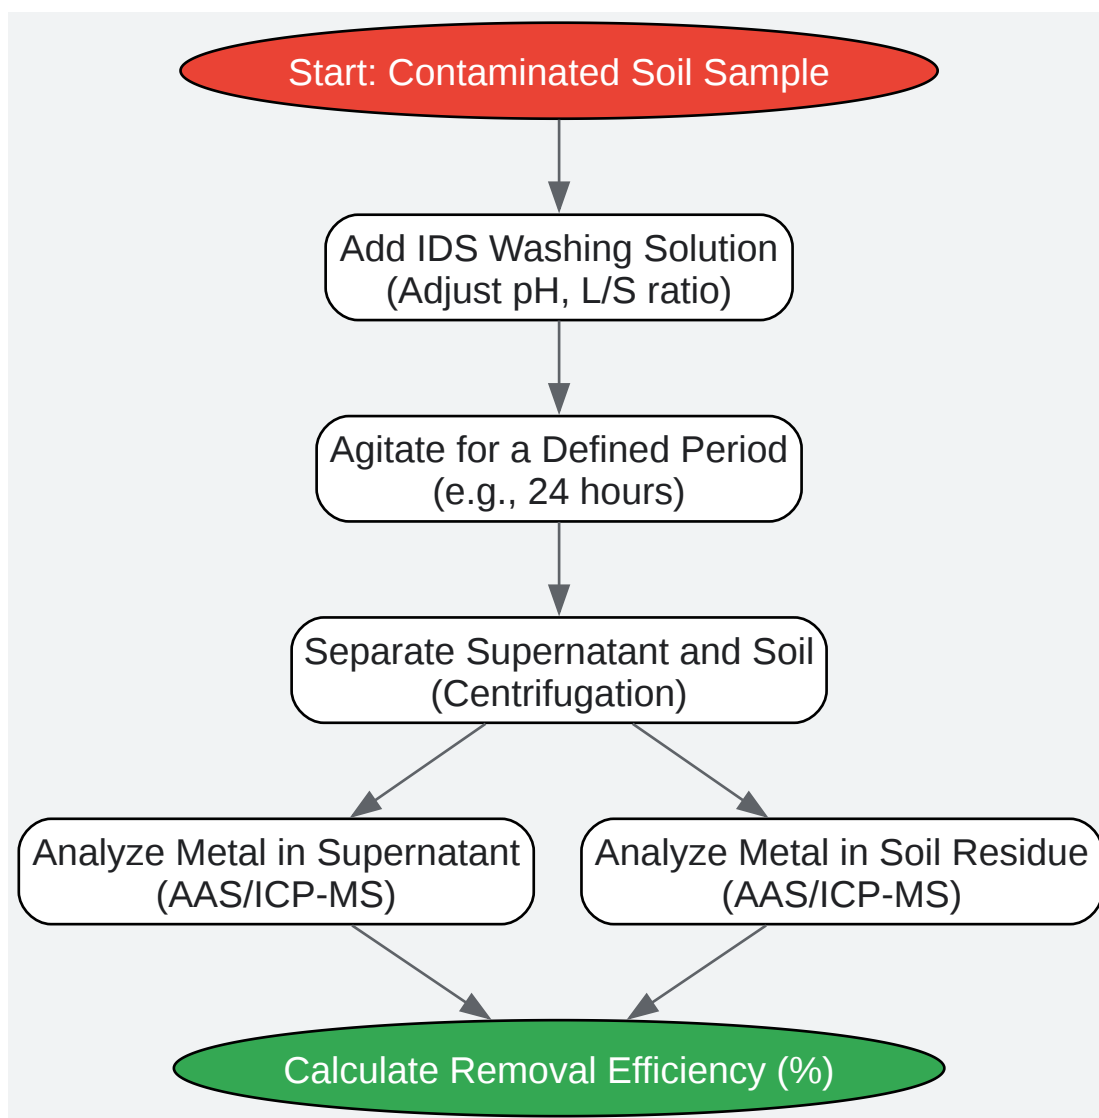 Start: Contaminated Soil Sample
Add IDS Washing Solution
(Adjust pH, L/S ratio)
Agitate for a Defined Period
(e.g., 24 hours)
Separate Supernatant and Soil
(Centrifugation)
Analyze Metal in Supernatant
(AAS/ICP-MS)
Analyze Metal in Soil Residue
(AAS/ICP-MS)
Calculate Removal Efficiency (%)